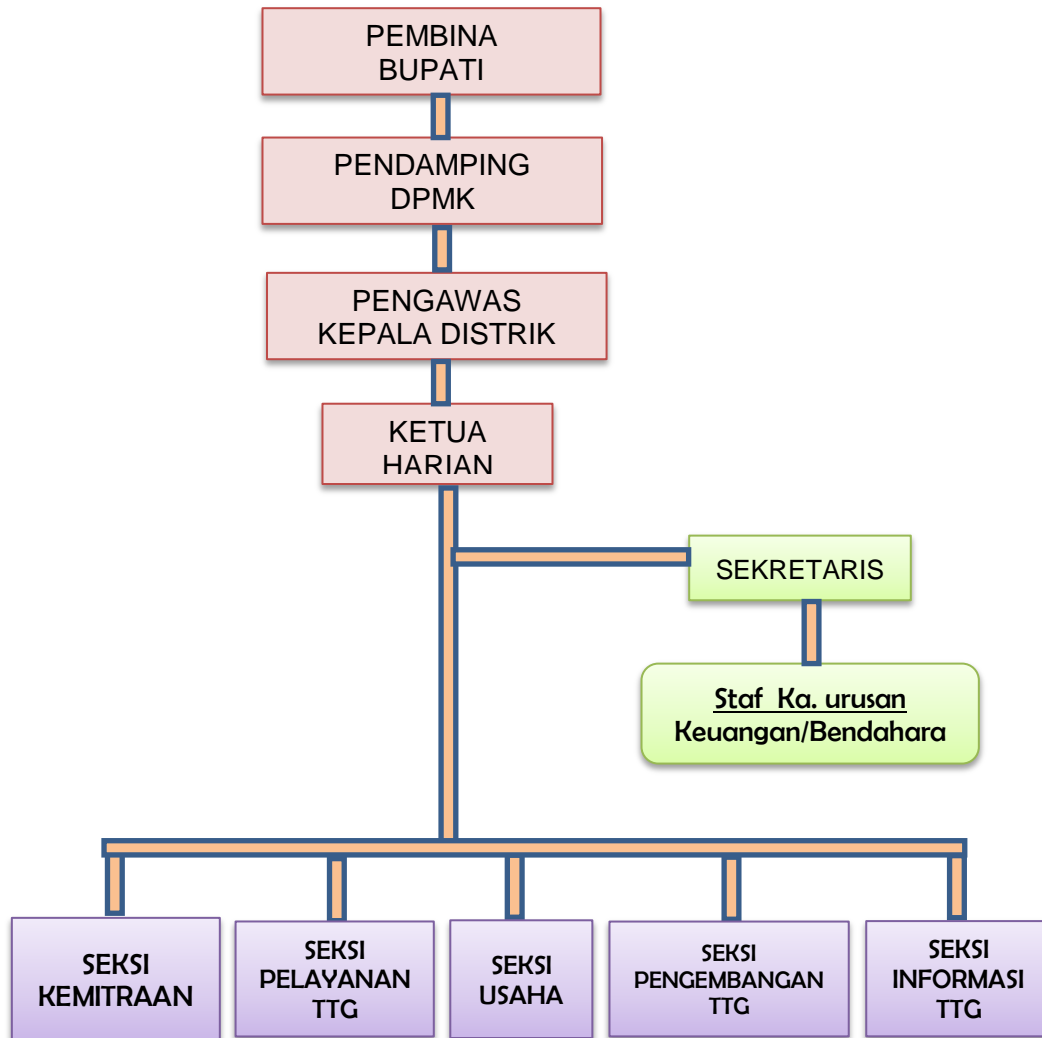 PEMBINA
BUPATI
PENDAMPING
DPMK
PENGAWAS
KEPALA DISTRIK
KETUA
HARIAN
SEKRETARIS
Staf Ka. urusan
Keuangan/Bendahara
SEKSI
KEMITRAAN
SEKSI
PELAYANAN
TTG
SEKSI
USAHA
SEKSI
PENGEMBANGAN
TTG
SEKSI
INFORMASI
TTG